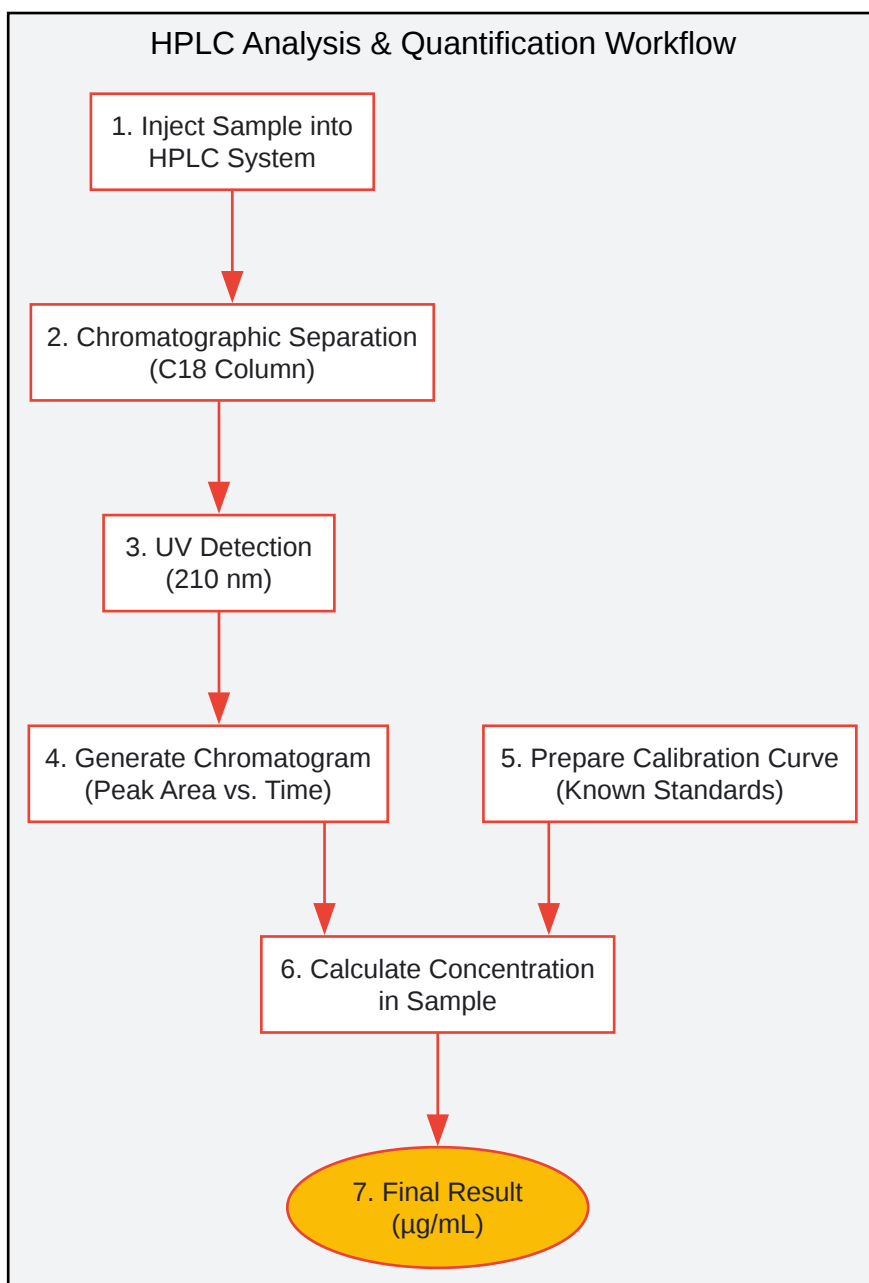 HPLC Analysis & Quantification Workflow
1. Inject Sample into
HPLC System
2. Chromatographic Separation
(C18 Column)
3. UV Detection
(210 nm)
4. Generate Chromatogram
(Peak Area vs. Time)
5. Prepare Calibration Curve
(Known Standards)
6. Calculate Concentration
in Sample
7. Final Result
(µg/mL)